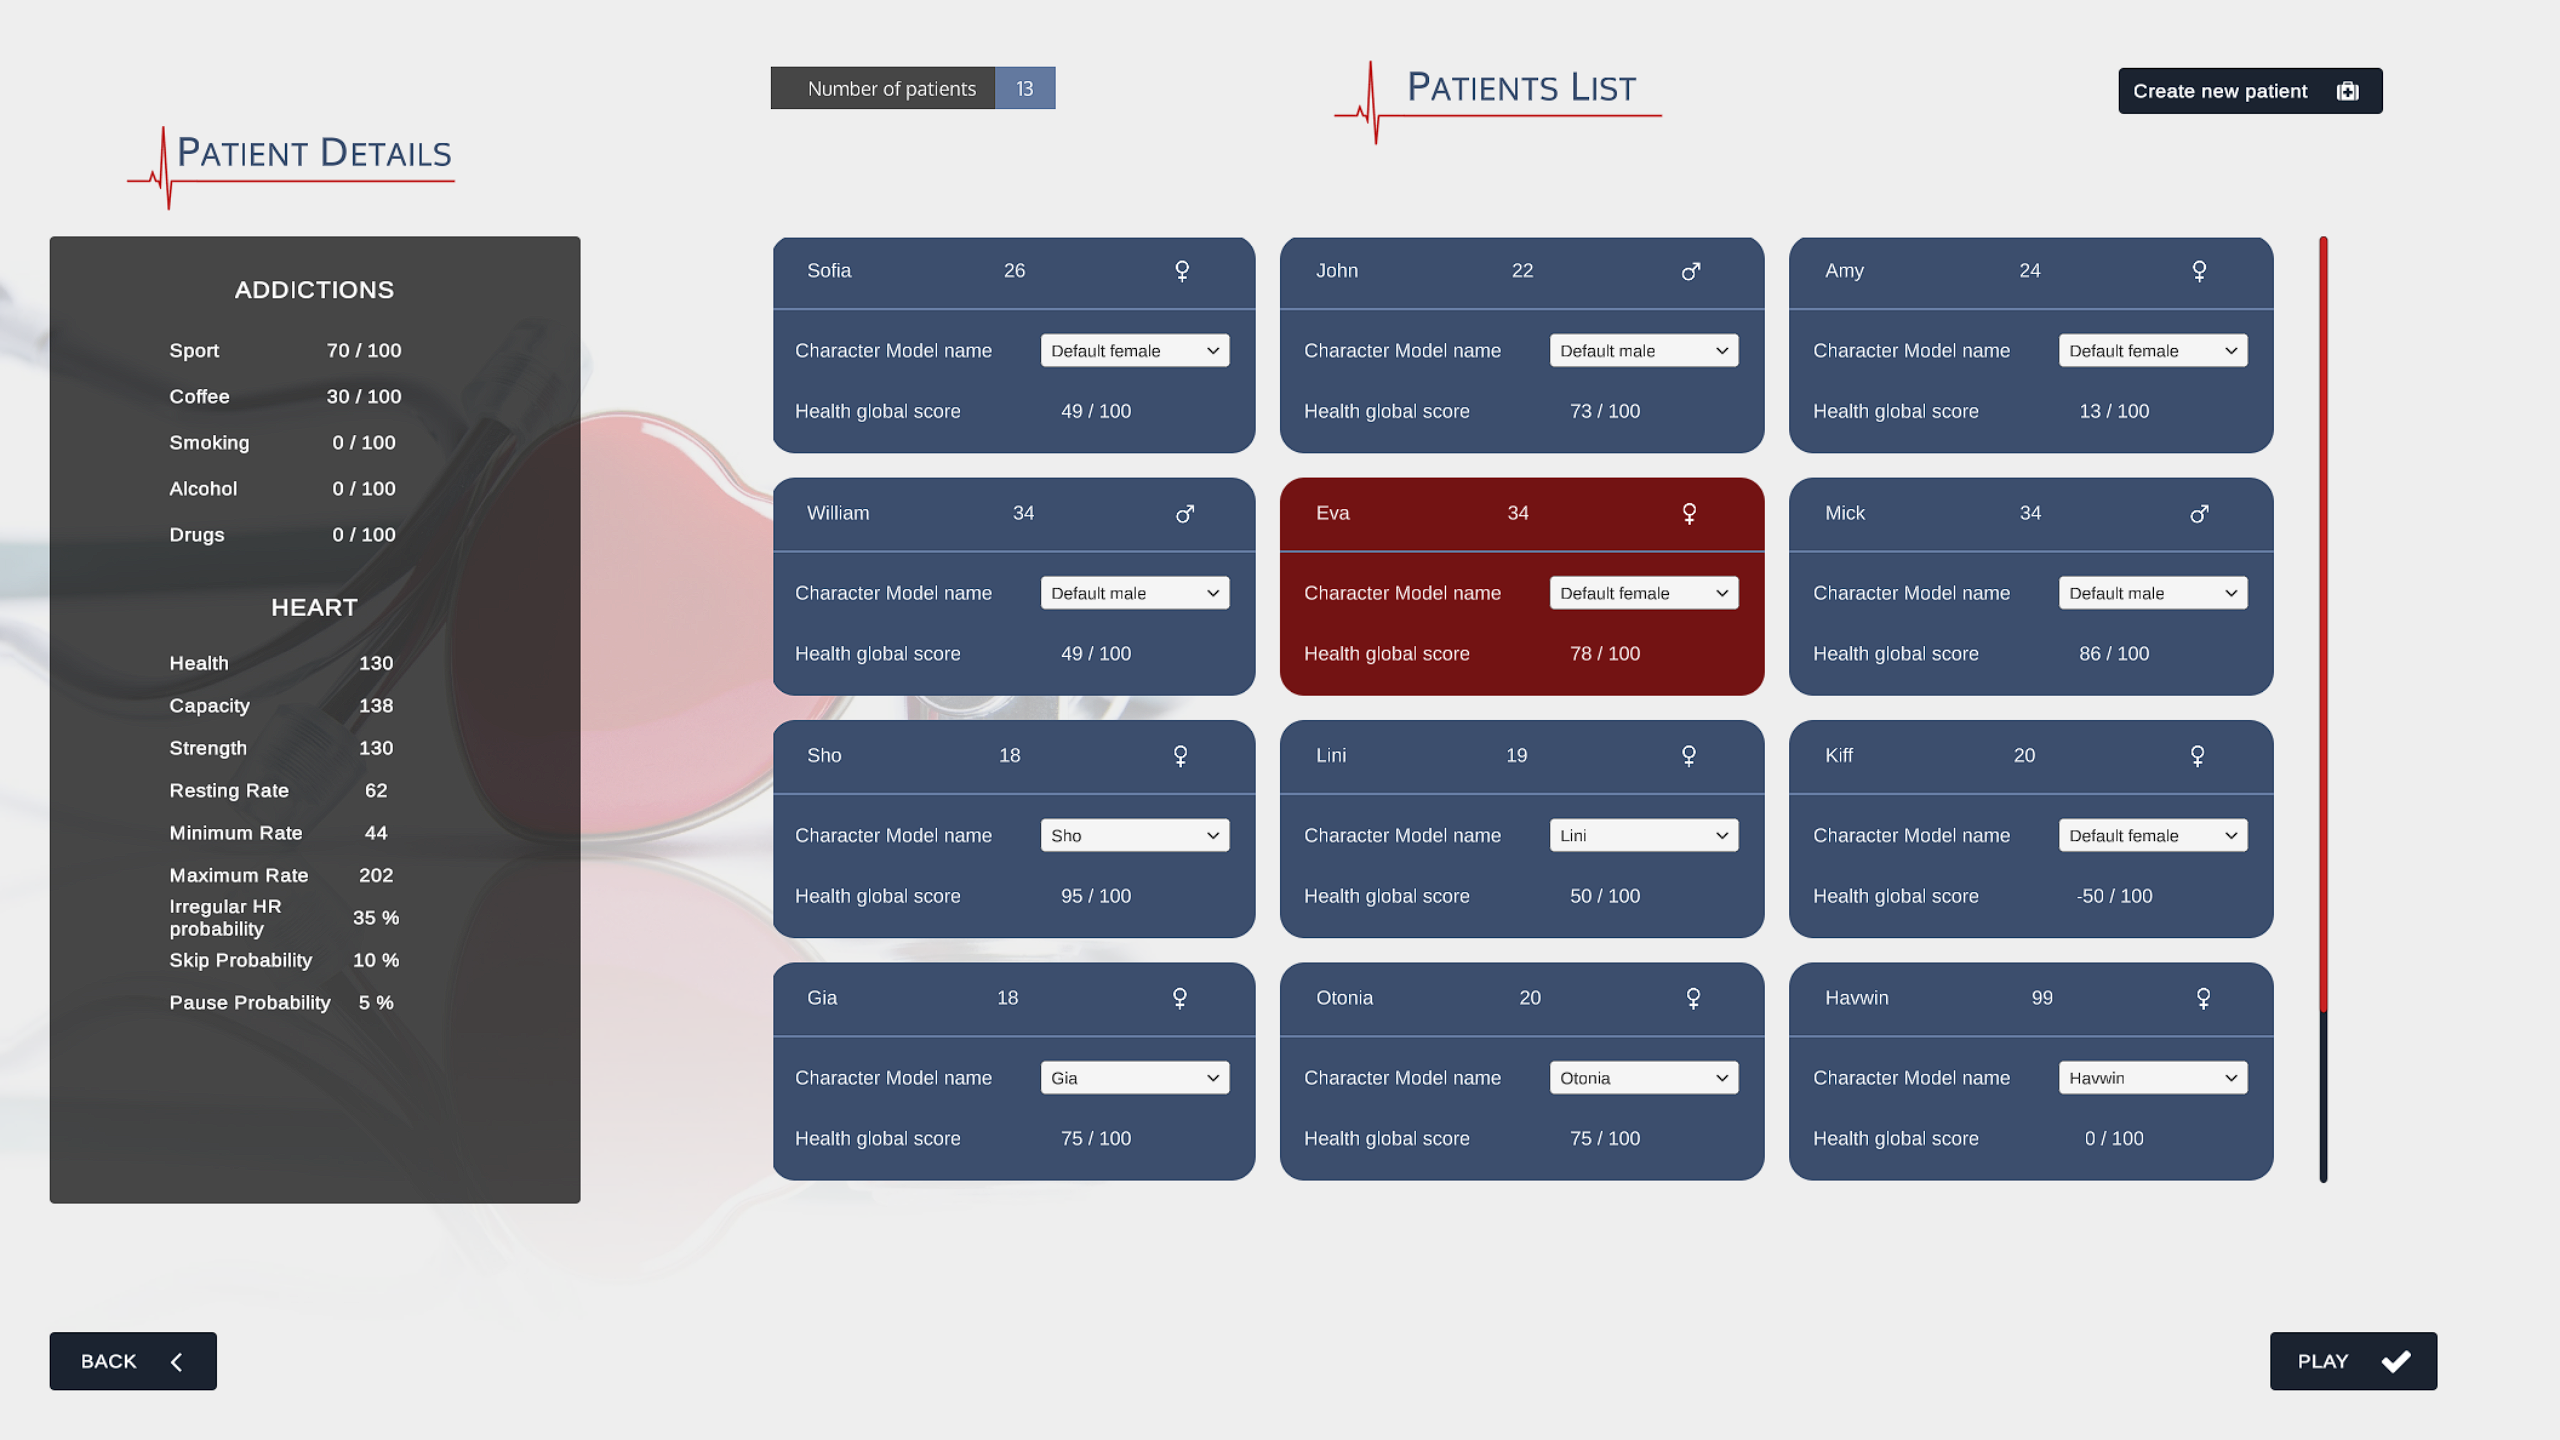 Number of patients 13
PATIENTS LIST
Create new patient
PATIENT DETAILS
ADDICTIONS
Sport 70 / 100
Coffee 30 / 100
Smoking 0 / 100
Alcohol 0 / 100
Drugs 0 / 100
HEART
Health 130
Capacity 138
Strength 130
Resting Rate 62
Minimum Rate 44
Maximum Rate 202
Irregular HR
probability 35 %
Skip Probability 10 %
Pause Probability 5 %
Sofia 26 ♀
Character Model name Default female
Health global score 49 / 100
John 22 ♂
Character Model name Default male
Health global score 73 / 100
Amy 24 ♀
Character Model name Default female
Health global score 13 / 100
William 34 ♂
Character Model name Default male
Health global score 49 / 100
Eva 34 ♀
Character Model name Default female
Health global score 78 / 100
Mick 34 ♂
Character Model name Default male
Health global score 86 / 100
Sho 18 ♀
Character Model name Sho
Health global score 95 / 100
Lini 19 ♀
Character Model name Lini
Health global score 50 / 100
Kiff 20 ♀
Character Model name Default female
Health global score -50 / 100
Gia 18 ♀
Character Model name Gia
Health global score 75 / 100
Otonia 20 ♀
Character Model name Otonia
Health global score 75 / 100
Havwin 99 ♀
Character Model name Havwin
Health global score 0 / 100
BACK
PLAY